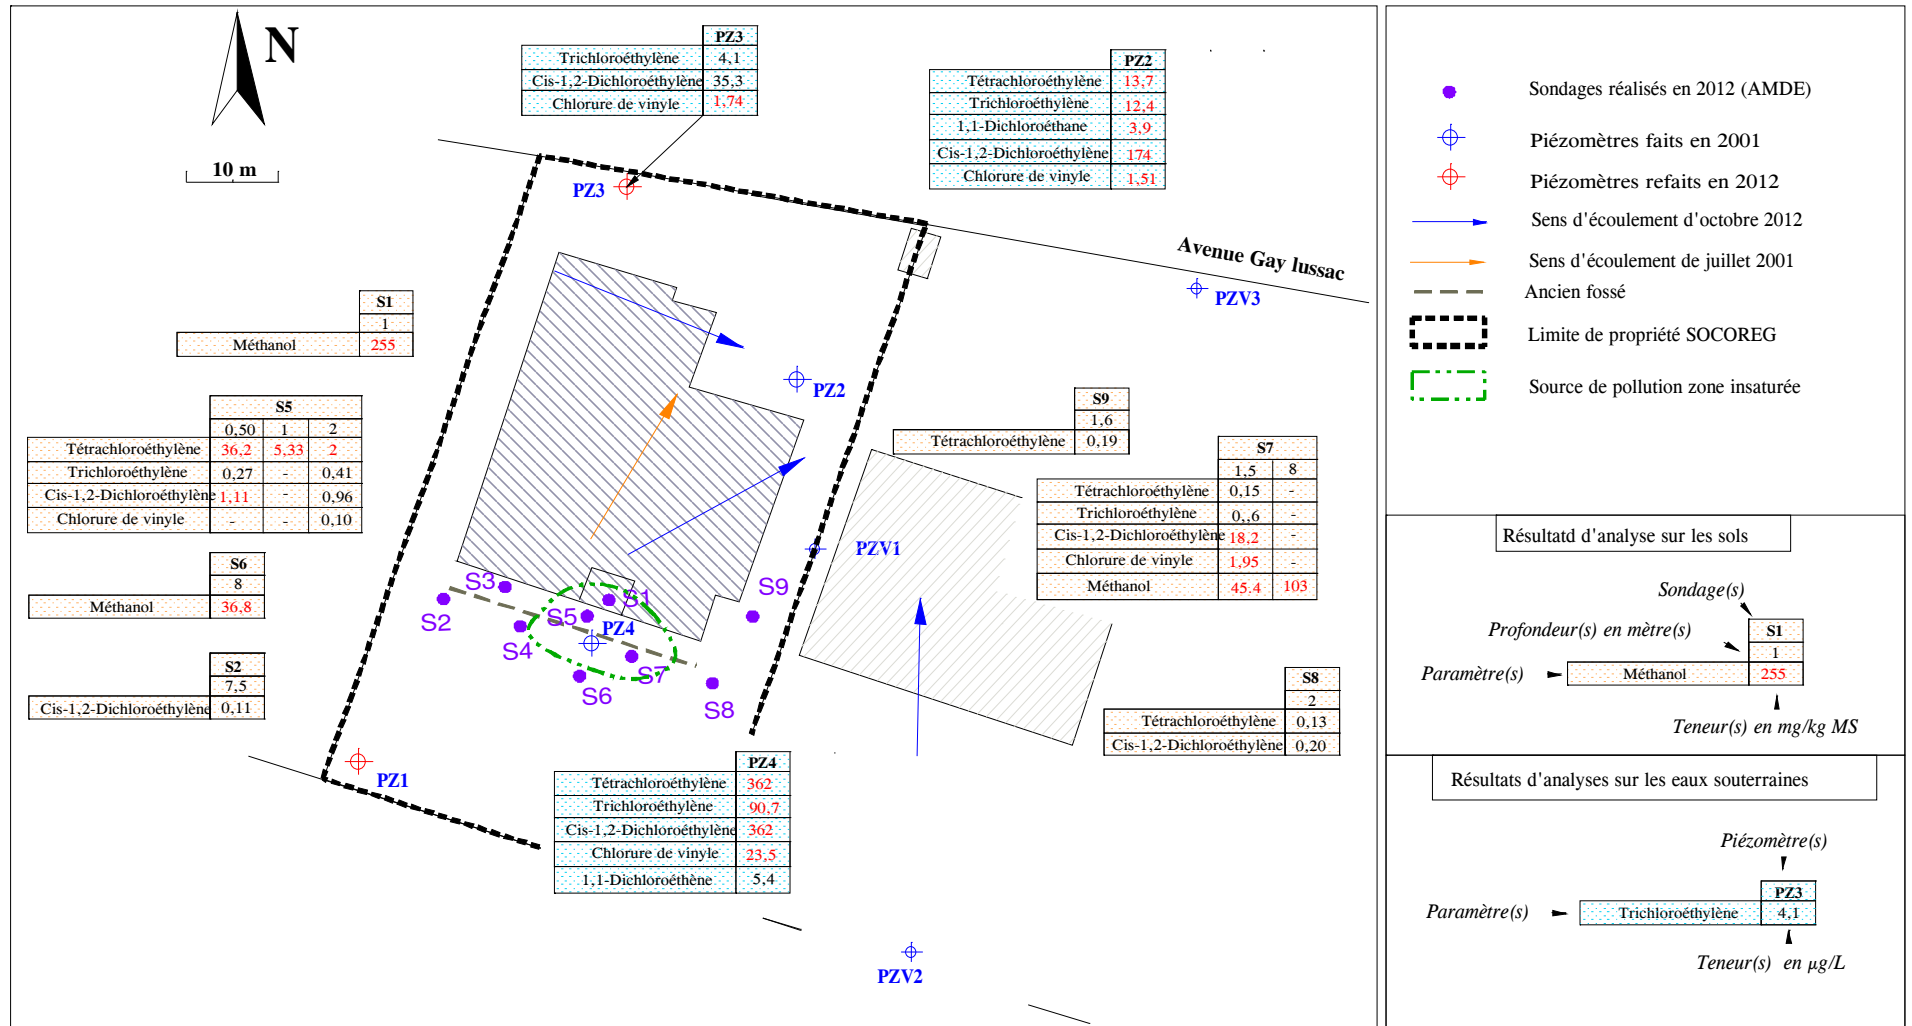 N
10 m
PZ3
Trichloroéthylène 4,1
Cis-1,2-Dichloroéthylène 35,3
Chlorure de vinyle 1,74
PZ2
Tétrachloroéthylène 13,7
Trichloroéthylène 12,4
1,1-Dichloroéthane 3,9
Cis-1,2-Dichloroéthylène 174
Chlorure de vinyle 1,51
PZ3
Avenue Gay lussac
PZV3
S1
1
Méthanol 255
PZ2
S5
0,50 1 2
Tétrachloroéthylène 36,2 5,33 2
Trichloroéthylène 0,27 - 0,41
Cis-1,2-Dichloroéthylène 1,11 - 0,96
Chlorure de vinyle - - 0,10
S9
1,6
Tétrachloroéthylène 0,19
S7
1,5 8
Tétrachloroéthylène 0,15 -
Trichloroéthylène 0,,6 -
Cis-1,2-Dichloroéthylène 18,2 -
Chlorure de vinyle 1,95 -
Méthanol 45.4 103
PZV1
S6
8
Méthanol 36,8
S3
S2
S1
S5
S9
PZ4
S4
S7
S6
S8
S2
7,5
Cis-1,2-Dichloroéthylène 0,11
S8
2
Tétrachloroéthylène 0,13
Cis-1,2-Dichloroéthylène 0,20
PZ1
PZ4
Tétrachloroéthylène 362
Trichloroéthylène 90,7
Cis-1,2-Dichloroéthylène 362
Chlorure de vinyle 23,5
1,1-Dichloroéthène 5,4
PZV2
Sondages réalisés en 2012 (AMDE)
Piézomètres faits en 2001
Piézomètres refaits en 2012
Sens d'écoulement d'octobre 2012
Sens d'écoulement de juillet 2001
Ancien fossé
Limite de propriété SOCOREG
Source de pollution zone insaturée
Résultatd d'analyse sur les sols
Sondage(s)
Profondeur(s) en mètre(s)
S1
1
Paramètre(s)
Méthanol 255
Teneur(s) en mg/kg MS
Résultats d'analyses sur les eaux souterraines
Piézomètre(s)
PZ3
Paramètre(s)
Trichloroéthylène 4,1
Teneur(s) en µg/L